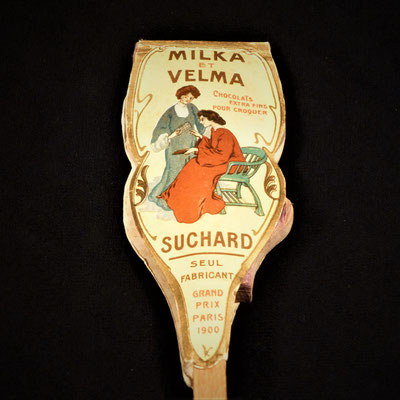 MILKA
ET
VELMA
CHOCOLATS
EXTRA FINS
POUR CROQUER
SUCHARD
SEUL
FABRICANT
GRAND
PRIX
PARIS
1900